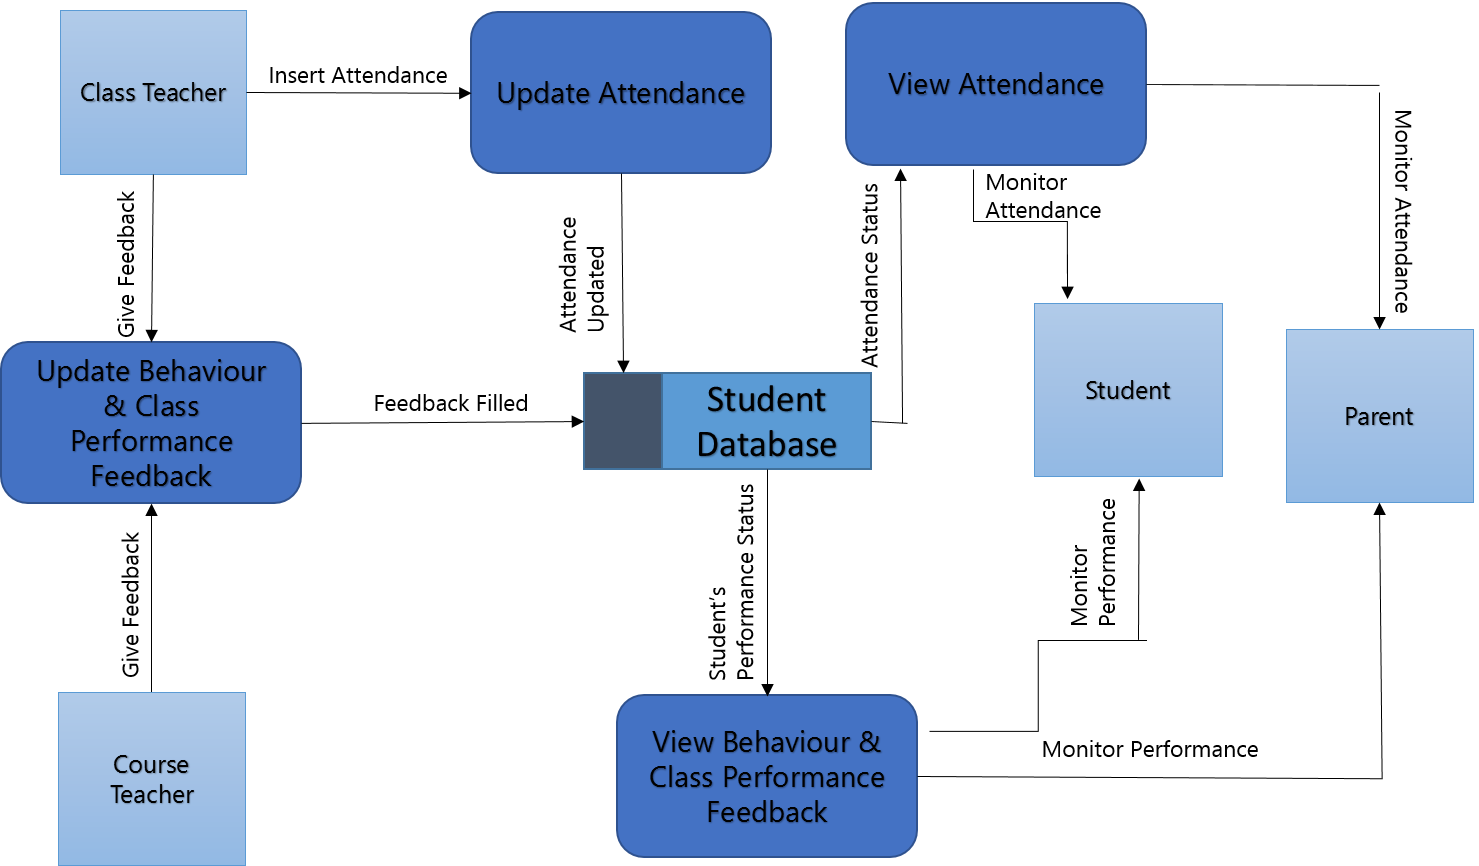 Class Teacher
Insert Attendance
Update Attendance
View Attendance
Monitor Attendance
Monitor
Attendance
Give Feedback
Attendance
Updated
Attendance Status
Update Behaviour
& Class
Performance
Feedback
Feedback Filled
Student
Database
Student
Parent
Give Feedback
Student's
Performance Status
Monitor
Performance
Course
Teacher
View Behaviour &
Class Performance
Feedback
Monitor Performance